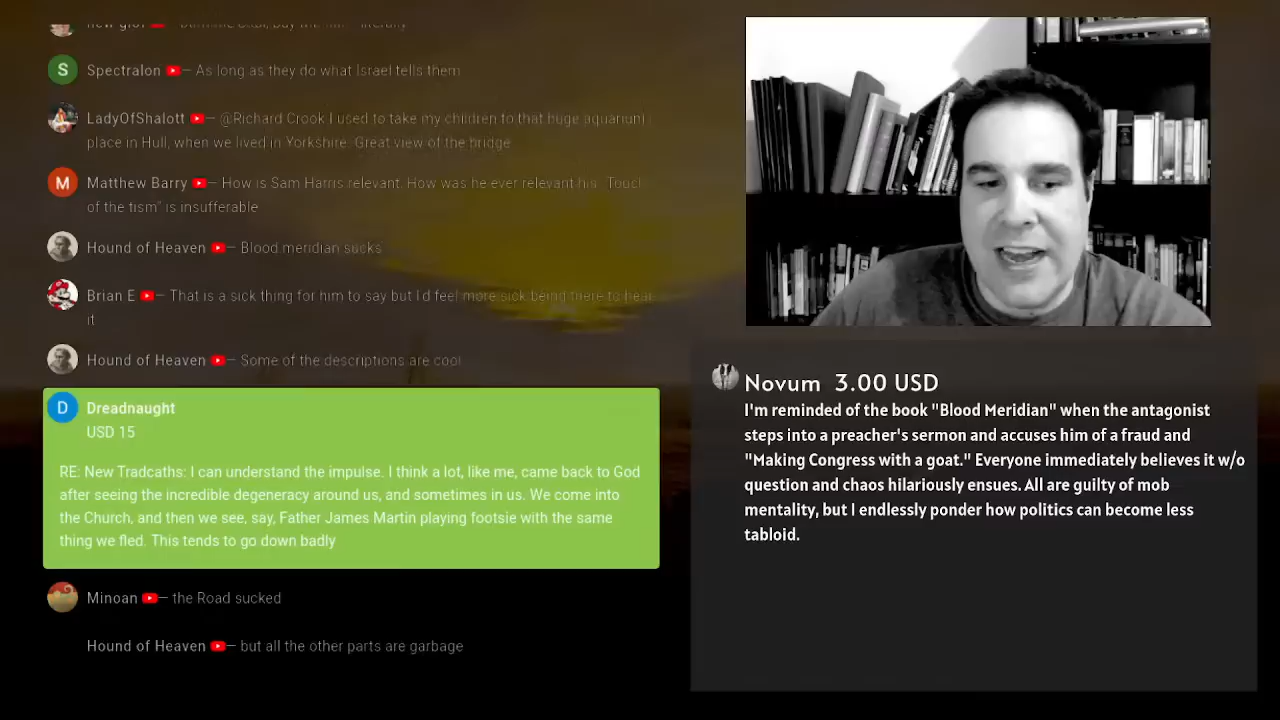 new gior
S
Spectralon — As long as they do what Israel tells them
LadyOfShalott — @Richard Crook I used to take my children to that huge aquarium
place in Hull, when we lived in Yorkshire. Great view of the bridge
M
Matthew Barry — How is Sam Harris relevant. How was he ever relevant his "Touch
of the tism" is insufferable
Hound of Heaven — Blood meridian sucks
Brian E — That is a sick thing for him to say but I'd feel more sick being there to hear
it
Hound of Heaven — Some of the descriptions are cool
D
Dreadnaught
USD 15
RE: New Tradcaths: I can understand the impulse. I think a lot, like me, came back to God
after seeing the incredible degeneracy around us, and sometimes in us. We come into
the Church, and then we see, say, Father James Martin playing footsie with the same
thing we fled. This tends to go down badly
Minoan — the Road sucked
Hound of Heaven — but all the other parts are garbage
Novum 3.00 USD
I'm reminded of the book "Blood Meridian" when the antagonist
steps into a preacher's sermon and accuses him of a fraud and
"Making Congress with a goat." Everyone immediately believes it w/o
question and chaos hilariously ensues. All are guilty of mob
mentality, but I endlessly ponder how politics can become less
tabloid.